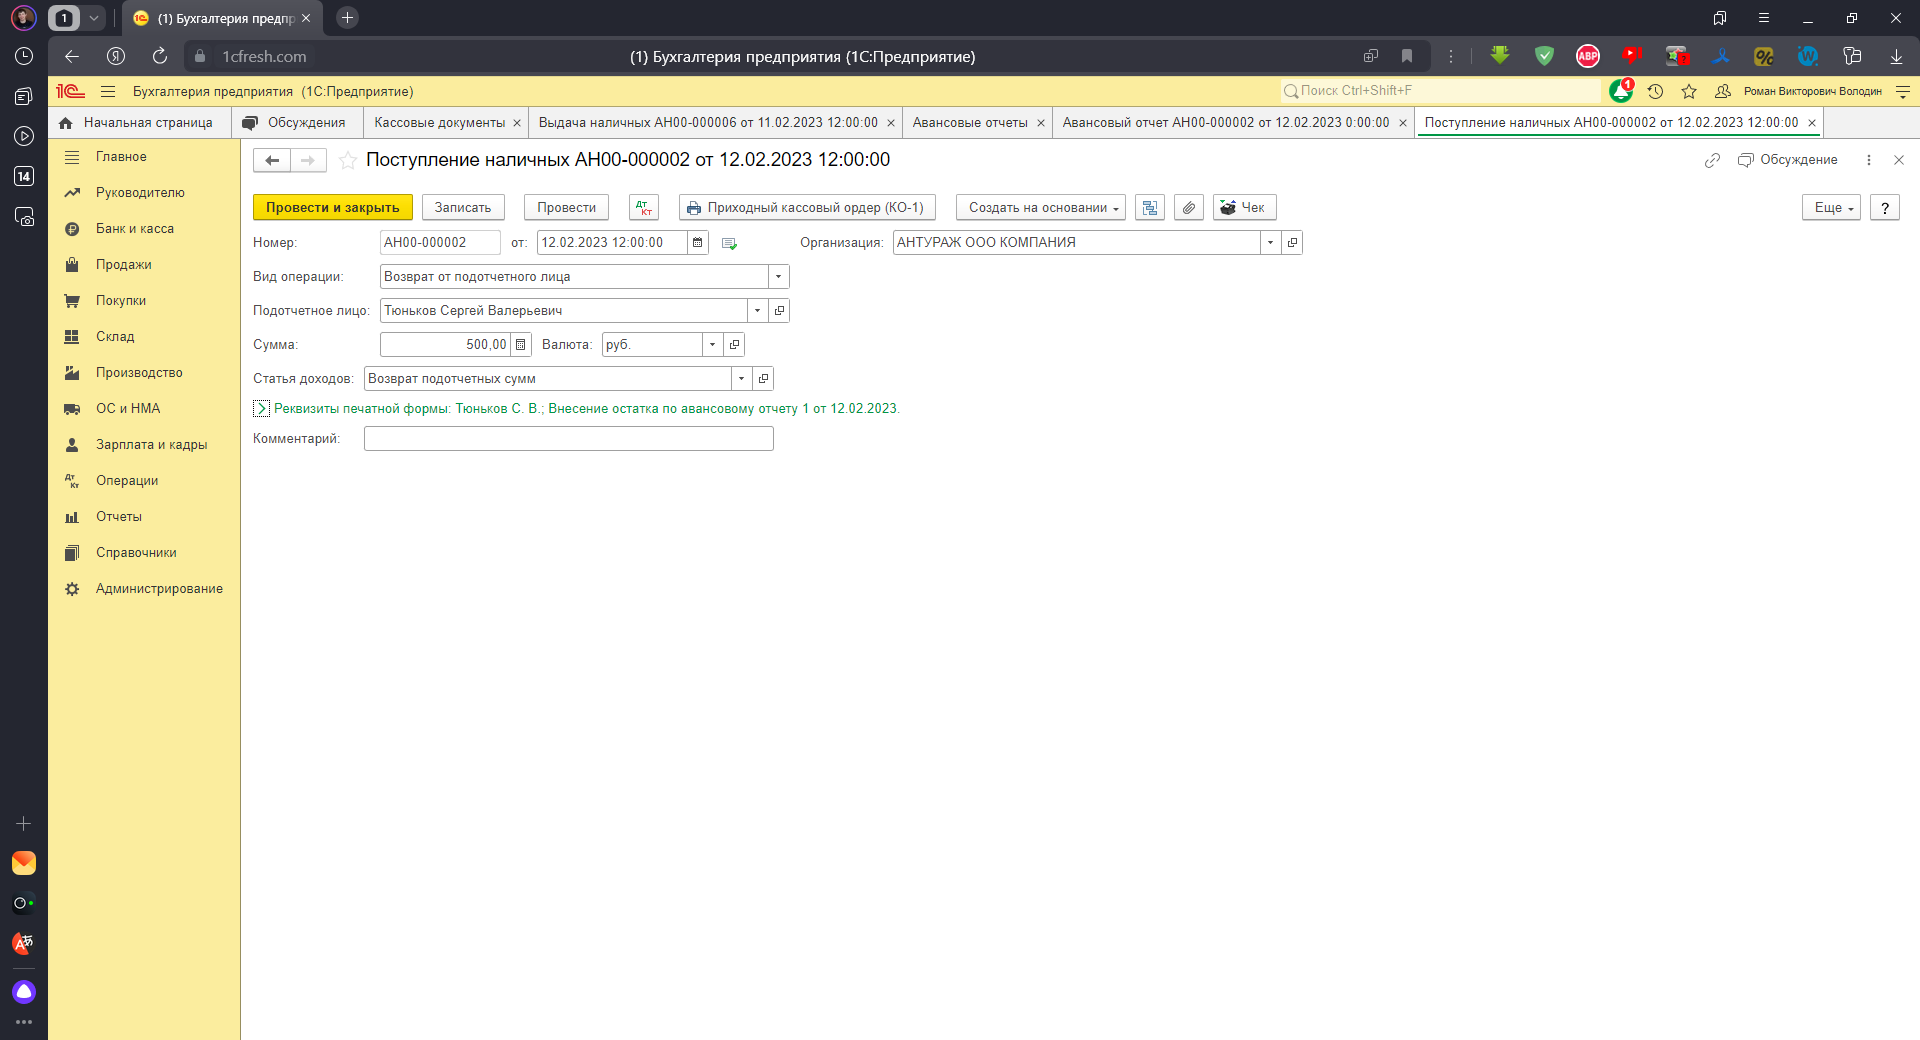 1
(1) Бухгалтерия предпр
1cfresh.com
(1) Бухгалтерия предприятия (1С:Предприятие)
ABP
14
1С
Бухгалтерия предприятия (1С:Предприятие)
Поиск Ctrl+Shift+F
1
Роман Викторович Володин
Начальная страница
Обсуждения
Кассовые документы
Выдача наличных АН00-000006 от 11.02.2023 12:00:00
Авансовые отчеты
Авансовый отчет АН00-000002 от 12.02.2023 0:00:00
Поступление наличных АН00-000002 от 12.02.2023 12:00:00
Главное
Руководителю
Банк и касса
Продажи
Покупки
Склад
Производство
ОС и НМА
Зарплата и кадры
Операции
Отчеты
Справочники
Администрирование
Поступление наличных АН00-000002 от 12.02.2023 12:00:00
Обсуждение
Провести и закрыть
Записать
Провести
Дт Кт
Приходный кассовый ордер (КО-1)
Создать на основании
Чек
Еще
?
Номер: АН00-000002 от: 12.02.2023 12:00:00 Организация: АНТУРАЖ ООО КОМПАНИЯ
Вид операции: Возврат от подотчетного лица
Подотчетное лицо: Тюньков Сергей Валерьевич
Сумма: 500,00 Валюта: руб.
Статья доходов: Возврат подотчетных сумм
Реквизиты печатной формы: Тюньков С. В.; Внесение остатка по авансовому отчету 1 от 12.02.2023.
Комментарий: